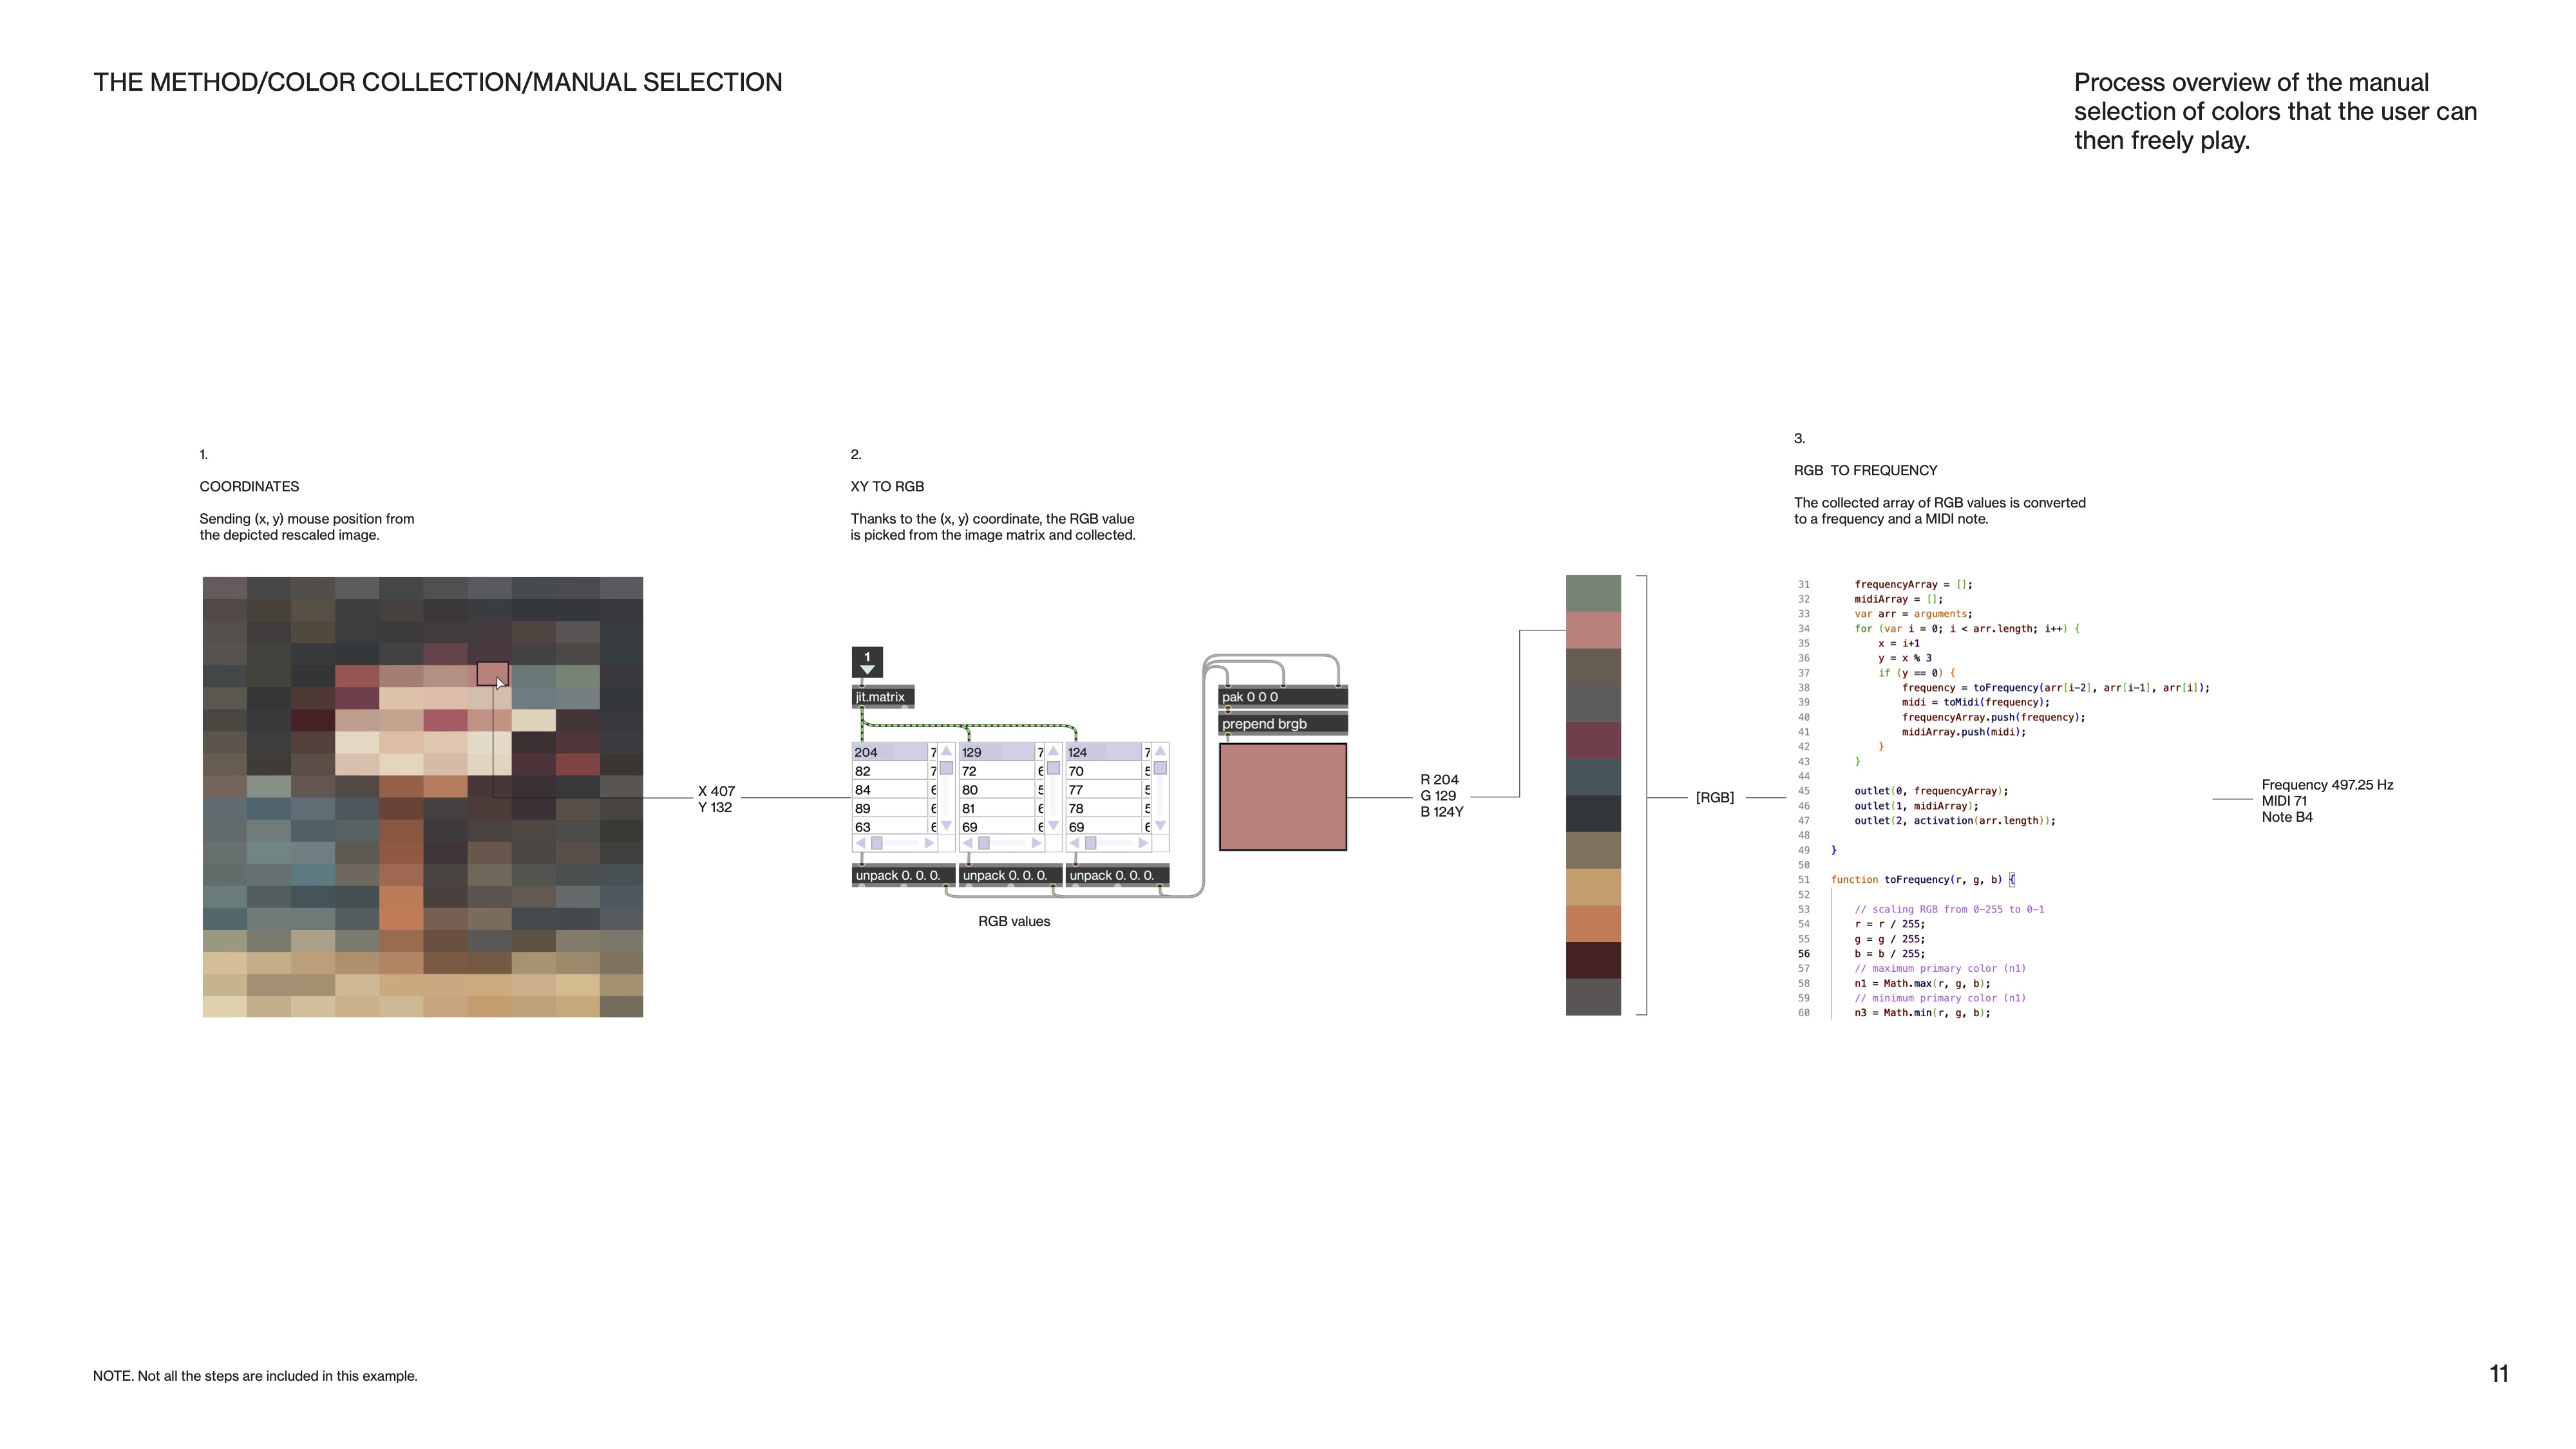 THE METHOD/COLOR COLLECTION/MANUAL SELECTION
Process overview of the manual
selection of colors that the user can
then freely play.
1.
COORDINATES
Sending (x, y) mouse position from
the depicted rescaled image.
X 407
Y 132
2.
XY TO RGB
Thanks to the (x, y) coordinate, the RGB value
is picked from the image matrix and collected.
1
jit.matrix
204 7 129 7 124 7
82 7 72 6 70 5
84 6 80 5 77 5
89 6 81 6 78 5
63 6 69 6 69 6
unpack 0. 0. 0. unpack 0. 0. 0. unpack 0. 0. 0.
RGB values
pak 0 0 0
prepend brgb
R 204
G 129
B 124Y
[RGB]
3.
RGB  TO FREQUENCY
The collected array of RGB values is converted
to a frequency and a MIDI note.
31 frequencyArray = [];
32 midiArray = [];
33 var arr = arguments;
34 for (var i = 0; i < arr.length; i++) {
35 x = i+1
36 y = x % 3
37 if (y == 0) {
38 frequency = toFrequency(arr[i-2], arr[i-1], arr[i]);
39 midi = toMidi(frequency);
40 frequencyArray.push(frequency);
41 midiArray.push(midi);
42 }
43 }
44
45 outlet(0, frequencyArray);
46 outlet(1, midiArray);
47 outlet(2, activation(arr.length));
48
49 }
50
51 function toFrequency(r, g, b) {
52
53 // scaling RGB from 0-255 to 0-1
54 r = r / 255;
55 g = g / 255;
56 b = b / 255;
57 // maximum primary color (n1)
58 n1 = Math.max(r, g, b);
59 // minimum primary color (n1)
60 n3 = Math.min(r, g, b);
Frequency 497.25 Hz
MIDI 71
Note B4
NOTE. Not all the steps are included in this example.
11